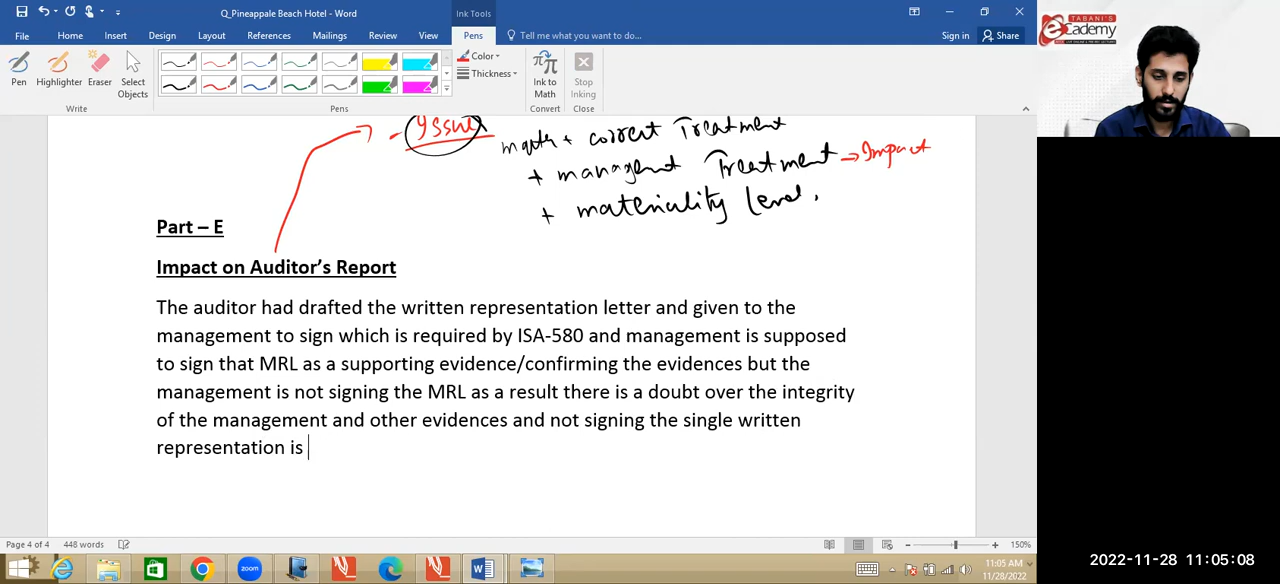 Q_Pineappale Beach Hotel - Word
Ink Tools
File Home Insert Design Layout References Mailings Review View Pens Tell me what you want to do... Sign in Share
Pen Highlighter Eraser Select Objects
Color
Thickness
Ink to Math
Stop Inking
Write Pens Convert Close
TABANI'S
eCademy
Issue
matter + correct Treatment
+ managemt Treatment → Impact
+ materiality level,
Part – E
Impact on Auditor's Report
The auditor had drafted the written representation letter and given to the
management to sign which is required by ISA-580 and management is supposed
to sign that MRL as a supporting evidence/confirming the evidences but the
management is not signing the MRL as a result there is a doubt over the integrity
of the management and other evidences and not signing the single written
representation is
Page 4 of 4 448 words
150%
zoom
11:05 AM
11/28/2022
2022-11-28 11:05:08